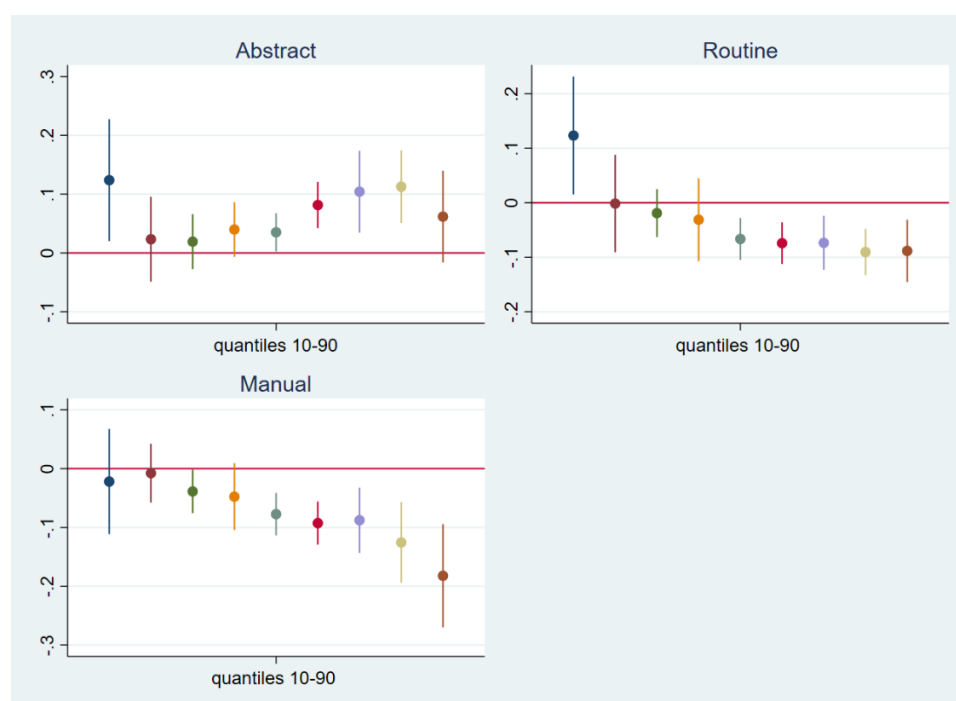 Abstract
.3
.2
.1
0
-.1
quantiles 10-90
Routine
.2
.1
0
-.1
-.2
quantiles 10-90
Manual
.1
0
-.1
-.2
-.3
quantiles 10-90